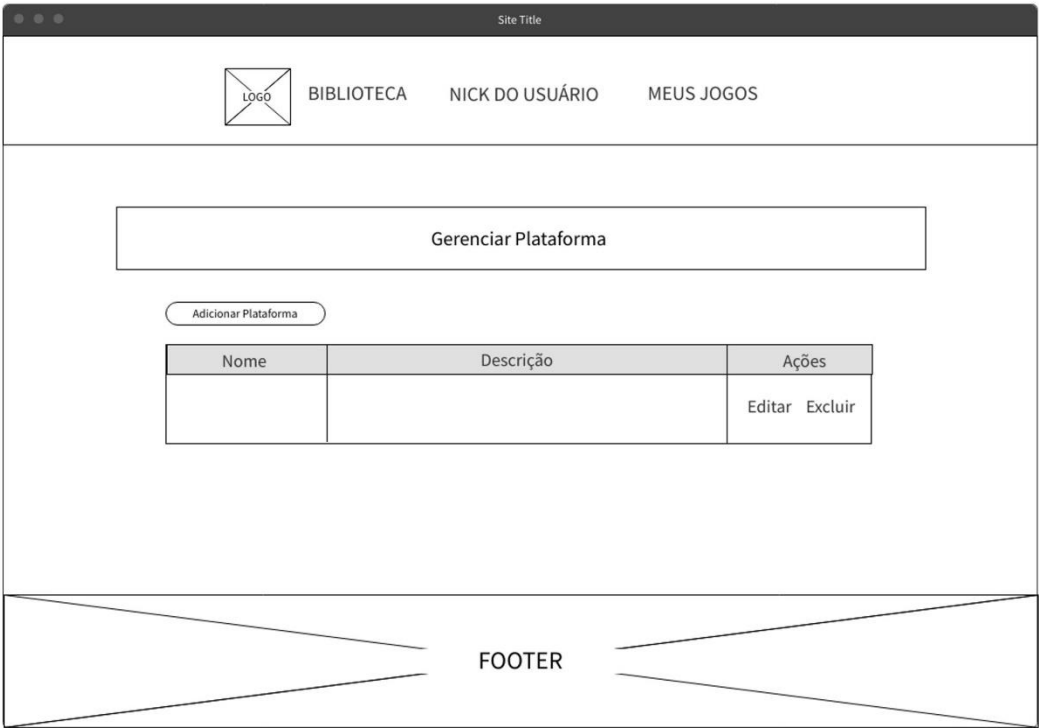 Site Title
LOGO BIBLIOTECA NICK DO USUÁRIO MEUS JOGOS
Gerenciar Plataforma
Adicionar Plataforma
Nome Descrição Ações
Editar Excluir
FOOTER